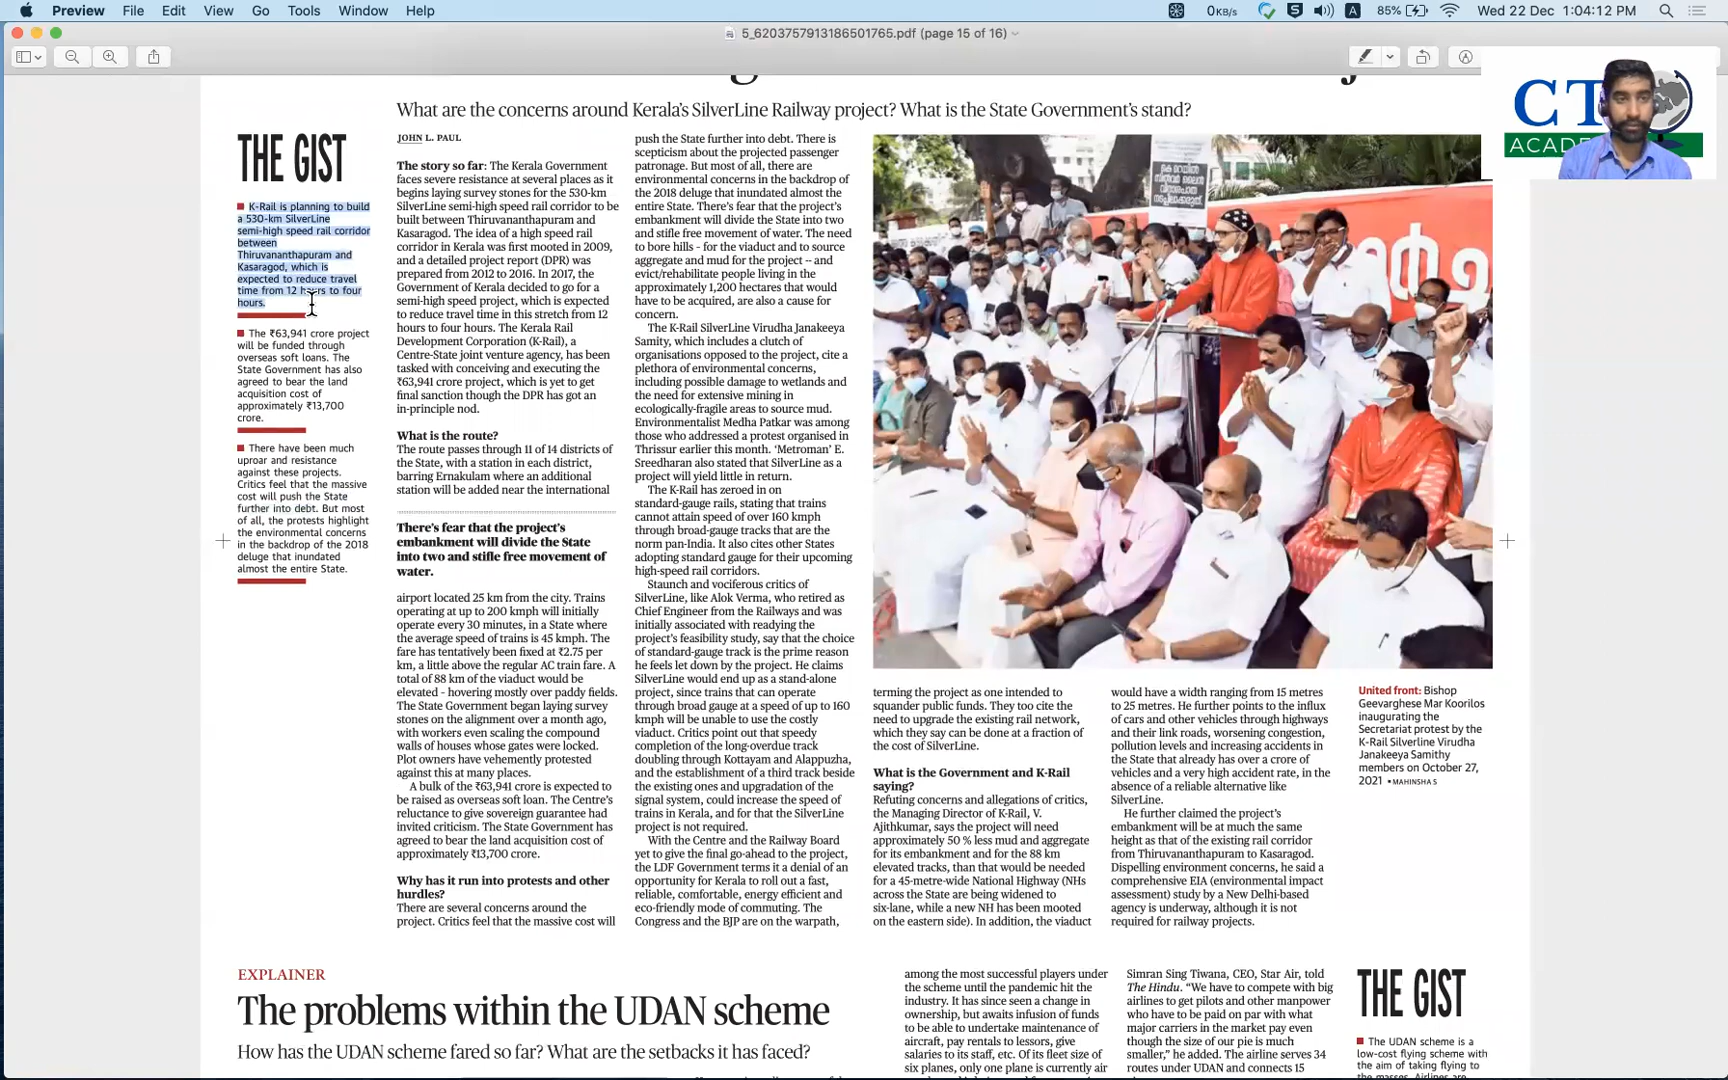 Preview File Edit View Go Tools Window Help
0KB/s
A
85%
Wed 22 Dec 1:04:12 PM
5_6203757913186501765.pdf (page 15 of 16)
CT
ACADE
What are the concerns around Kerala's SilverLine Railway project? What is the State Government's stand?
THE GIST
K-Rail is planning to build
a 530-km SilverLine
semi-high speed rail corridor
between
Thiruvananthapuram and
Kasaragod, which is
expected to reduce travel
time from 12 hours to four
hours.
The ₹63,941 crore project
will be funded through
overseas soft loans. The
State Government has also
agreed to bear the land
acquisition cost of
approximately ₹13,700
crore.
There have been much
uproar and resistance
against these projects.
Critics feel that the massive
cost will push the State
further into debt. But most
of all, the protests highlight
the environmental concerns
in the backdrop of the 2018
deluge that inundated
almost the entire State.
JOHN L. PAUL
The story so far: The Kerala Government
faces severe resistance at several places as it
begins laying survey stones for the 530-km
SilverLine semi-high speed rail corridor to be
built between Thiruvananthapuram and
Kasaragod. The idea of a high speed rail
corridor in Kerala was first mooted in 2009,
and a detailed project report (DPR) was
prepared from 2012 to 2016. In 2017, the
Government of Kerala decided to go for a
semi-high speed project, which is expected
to reduce travel time in this stretch from 12
hours to four hours. The Kerala Rail
Development Corporation (K-Rail), a
Centre-State joint venture agency, has been
tasked with conceiving and executing the
₹63,941 crore project, which is yet to get
final sanction though the DPR has got an
in-principle nod.
What is the route?
The route passes through 11 of 14 districts of
the State, with a station in each district,
barring Ernakulam where an additional
station will be added near the international
There's fear that the project's
embankment will divide the State
into two and stifle free movement of
water.
airport located 25 km from the city. Trains
operating at up to 200 kmph will initially
operate every 30 minutes, in a State where
the average speed of trains is 45 kmph. The
fare has tentatively been fixed at ₹2.75 per
km, a little above the regular AC train fare. A
total of 88 km of the viaduct would be
elevated - hovering mostly over paddy fields.
The State Government began laying survey
stones on the alignment over a month ago,
with workers even scaling the compound
walls of houses whose gates were locked.
Plot owners have vehemently protested
against this at many places.
A bulk of the ₹63,941 crore is expected to
be raised as overseas soft loan. The Centre's
reluctance to give sovereign guarantee had
invited criticism. The State Government has
agreed to bear the land acquisition cost of
approximately ₹13,700 crore.
Why has it run into protests and other
hurdles?
There are several concerns around the
project. Critics feel that the massive cost will
push the State further into debt. There is
scepticism about the projected passenger
patronage. But most of all, there are
environmental concerns in the backdrop of
the 2018 deluge that inundated almost the
entire State. There's fear that the project's
embankment will divide the State into two
and stifle free movement of water. The need
to bore hills - for the viaduct and to source
aggregate and mud for the project -- and
evict/rehabilitate people living in the
approximately 1,200 hectares that would
have to be acquired, are also a cause for
concern.
The K-Rail SilverLine Virudha Janakeeya
Samity, which includes a clutch of
organisations opposed to the project, cite a
plethora of environmental concerns,
including possible damage to wetlands and
the need for extensive mining in
ecologically-fragile areas to source mud.
Environmentalist Medha Patkar was among
those who addressed a protest organised in
Thrissur earlier this month. 'Metroman' E.
Sreedharan also stated that SilverLine as a
project will yield little in return.
The K-Rail has zeroed in on
standard-gauge rails, stating that trains
cannot attain speed of over 160 kmph
through broad-gauge tracks that are the
norm pan-India. It also cites other States
adopting standard gauge for their upcoming
high-speed rail corridors.
Staunch and vociferous critics of
SilverLine, like Alok Verma, who retired as
Chief Engineer from the Railways and was
initially associated with readying the
project's feasibility study, say that the choice
of standard-gauge track is the prime reason
he feels let down by the project. He claims
SilverLine would end up as a stand-alone
project, since trains that can operate
through broad gauge at a speed of up to 160
kmph will be unable to use the costly
viaduct. Critics point out that speedy
completion of the long-overdue track
doubling through Kottayam and Alappuzha,
and the establishment of a third track beside
the existing ones and upgradation of the
signal system, could increase the speed of
trains in Kerala, and for that the SilverLine
project is not required.
With the Centre and the Railway Board
yet to give the final go-ahead to the project,
the LDF Government terms it a denial of an
opportunity for Kerala to roll out a fast,
reliable, comfortable, energy efficient and
eco-friendly mode of commuting. The
Congress and the BJP are on the warpath,
terming the project as one intended to
squander public funds. They too cite the
need to upgrade the existing rail network,
which they say can be done at a fraction of
the cost of SilverLine.
What is the Government and K-Rail
saying?
Refuting concerns and allegations of critics,
the Managing Director of K-Rail, V.
Ajithkumar, says the project will need
approximately 50 % less mud and aggregate
for its embankment and for the 88 km
elevated tracks, than that would be needed
for a 45-metre-wide National Highway (NHs
across the State are being widened to
six-lane, while a new NH has been mooted
on the eastern side). In addition, the viaduct
would have a width ranging from 15 metres
to 25 metres. He further points to the influx
of cars and other vehicles through highways
and their link roads, worsening congestion,
pollution levels and increasing accidents in
the State that already has over a crore of
vehicles and a very high accident rate, in the
absence of a reliable alternative like
SilverLine.
He further claimed the project's
embankment will be at much the same
height as that of the existing rail corridor
from Thiruvananthapuram to Kasaragod.
Dispelling environment concerns, he said a
comprehensive EIA (environmental impact
assessment) study by a New Delhi-based
agency is underway, although it is not
required for railway projects.
United front: Bishop
Geevarghese Mar Koorilos
inaugurating the
Secretariat protest by the
K-Rail Silverline Virudha
Janakeeya Samithy
members on October 27,
2021 • MAHINSHA S
EXPLAINER
The problems within the UDAN scheme
How has the UDAN scheme fared so far? What are the setbacks it has faced?
among the most successful players under
the scheme until the pandemic hit the
industry. It has since seen a change in
ownership, but awaits infusion of funds
to be able to undertake maintenance of
aircraft, pay rentals to lessors, give
salaries to its staff, etc. Of its fleet size of
six planes, only one plane is currently air
Simran Sing Tiwana, CEO, Star Air, told
The Hindu. "We have to compete with big
airlines to get pilots and other manpower
who have to be paid on par with what
major carriers in the market pay even
though the size of our pie is much
smaller," he added. The airline serves 34
routes under UDAN and connects 15
THE GIST
The UDAN scheme is a
low-cost flying scheme with
the aim of taking flying to